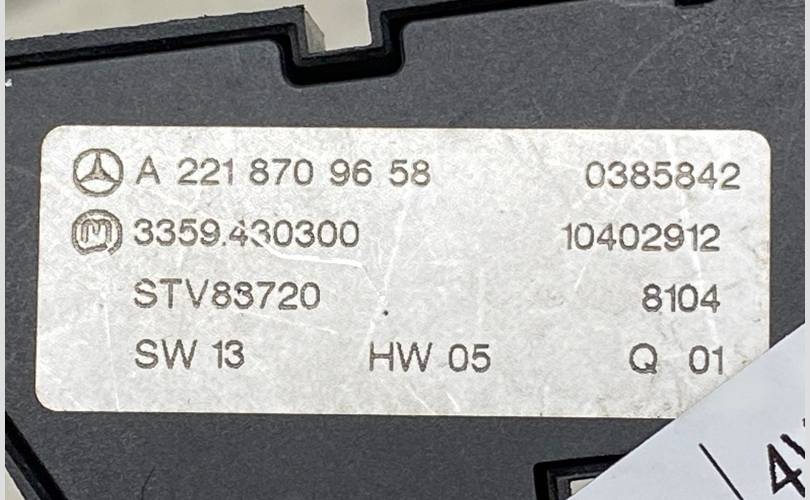 A 221 870 96 58 0385842
3359.430300 10402912
STV83720 8104
SW 13 HW 05 Q 01